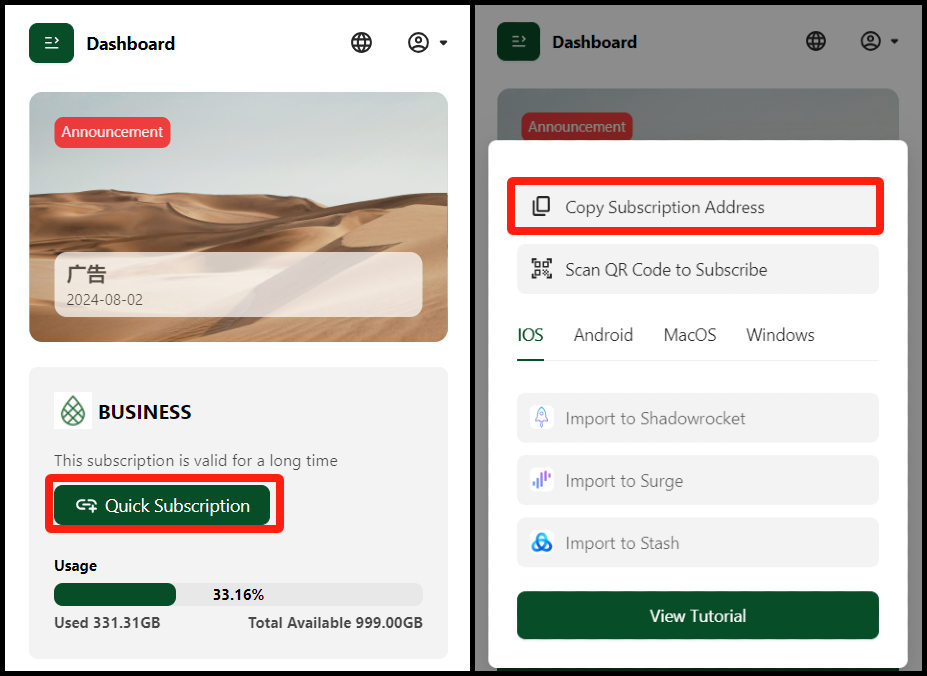 Dashboard
Announcement
广告
2024-08-02
BUSINESS
This subscription is valid for a long time
Quick Subscription
Usage
33.16%
Used 331.31GB
Total Available 999.00GB
Dashboard
Announcement
Copy Subscription Address
Scan QR Code to Subscribe
IOS
Android
MacOS
Windows
Import to Shadowrocket
Import to Surge
Import to Stash
View Tutorial